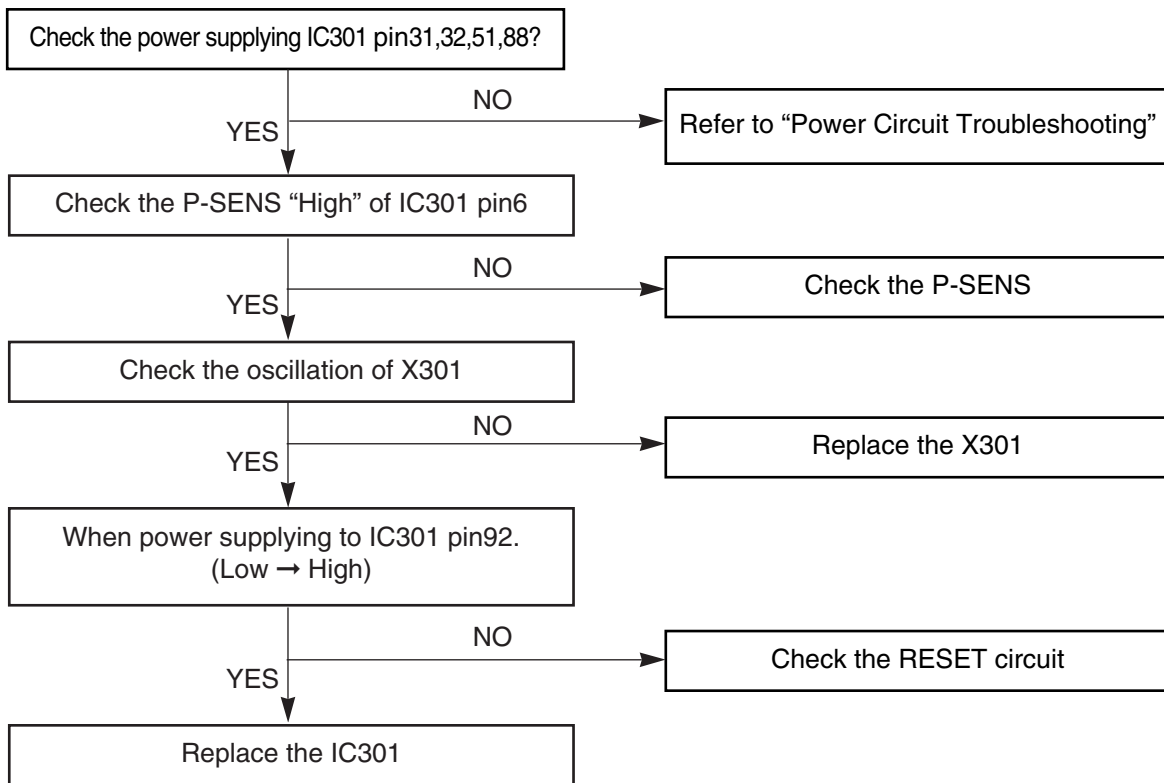 Check the power supplying IC301 pin31,32,51,88?
NO
YES
Refer to “Power Circuit Troubleshooting”
Check the P-SENS “High” of IC301 pin6
NO
YES
Check the P-SENS
Check the oscillation of X301
NO
YES
Replace the X301
When power supplying to IC301 pin92.
(Low → High)
NO
YES
Check the RESET circuit
Replace the IC301